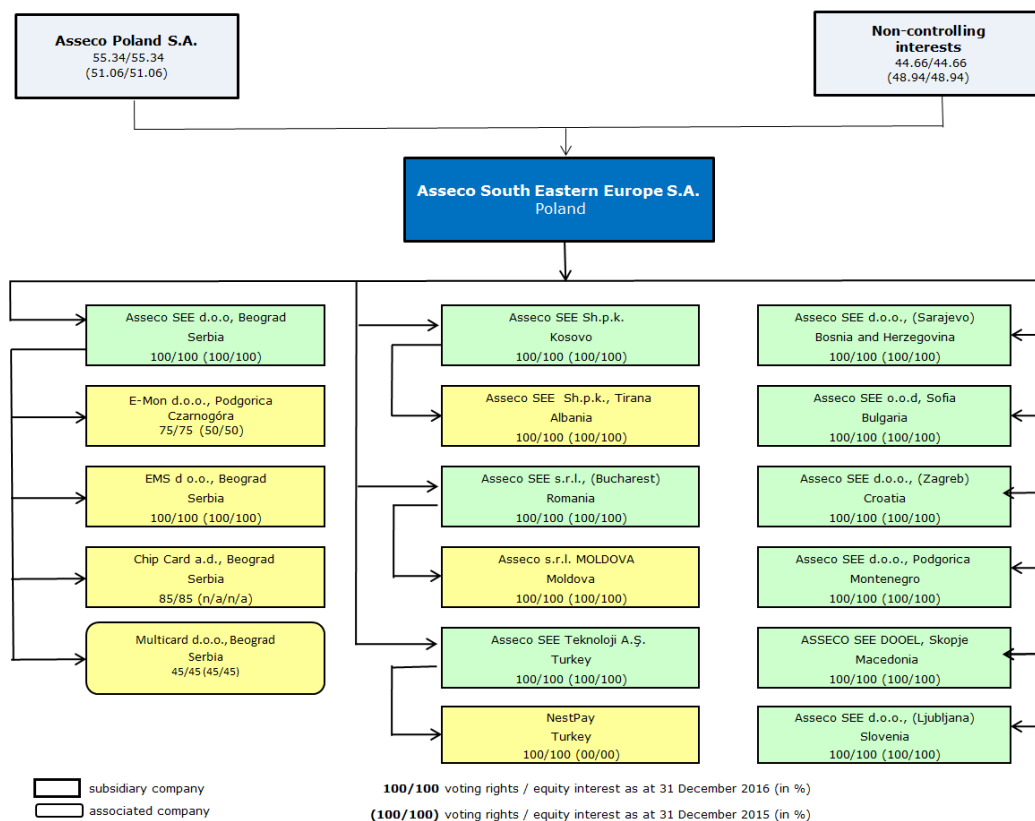 Asseco Poland S.A.
55.34/55.34
(51.06/51.06)
Non-controlling
interests
44.66/44.66
(48.94/48.94)
Asseco South Eastern Europe S.A.
Poland
Asseco SEE d.o.o, Beograd
Serbia
100/100 (100/100)
E-Mon d.o.o., Podgorica
Czarnogóra
75/75 (50/50)
EMS d o.o., Beograd
Serbia
100/100 (100/100)
Chip Card a.d., Beograd
Serbia
85/85 (n/a/n/a)
Multicard d.o.o., Beograd
Serbia
45/45 (45/45)
Asseco SEE Sh.p.k.
Kosovo
100/100 (100/100)
Asseco SEE Sh.p.k., Tirana
Albania
100/100 (100/100)
Asseco SEE s.r.l., (Bucharest)
Romania
100/100 (100/100)
Asseco s.r.l. MOLDOVA
Moldova
100/100 (100/100)
Asseco SEE Teknoloji A.Ş.
Turkey
100/100 (100/100)
NestPay
Turkey
100/100 (00/00)
Asseco SEE d.o.o., (Sarajevo)
Bosnia and Herzegovina
100/100 (100/100)
Asseco SEE o.o.d, Sofia
Bulgaria
100/100 (100/100)
Asseco SEE d.o.o., (Zagreb)
Croatia
100/100 (100/100)
Asseco SEE d.o.o., Podgorica
Montenegro
100/100 (100/100)
ASSECO SEE DOOEL, Skopje
Macedonia
100/100 (100/100)
Asseco SEE d.o.o., (Ljubljana)
Slovenia
100/100 (100/100)
subsidiary company
associated company
100/100 voting rights / equity interest as at 31 December 2016 (in %)
(100/100) voting rights / equity interest as at 31 December 2015 (in %)